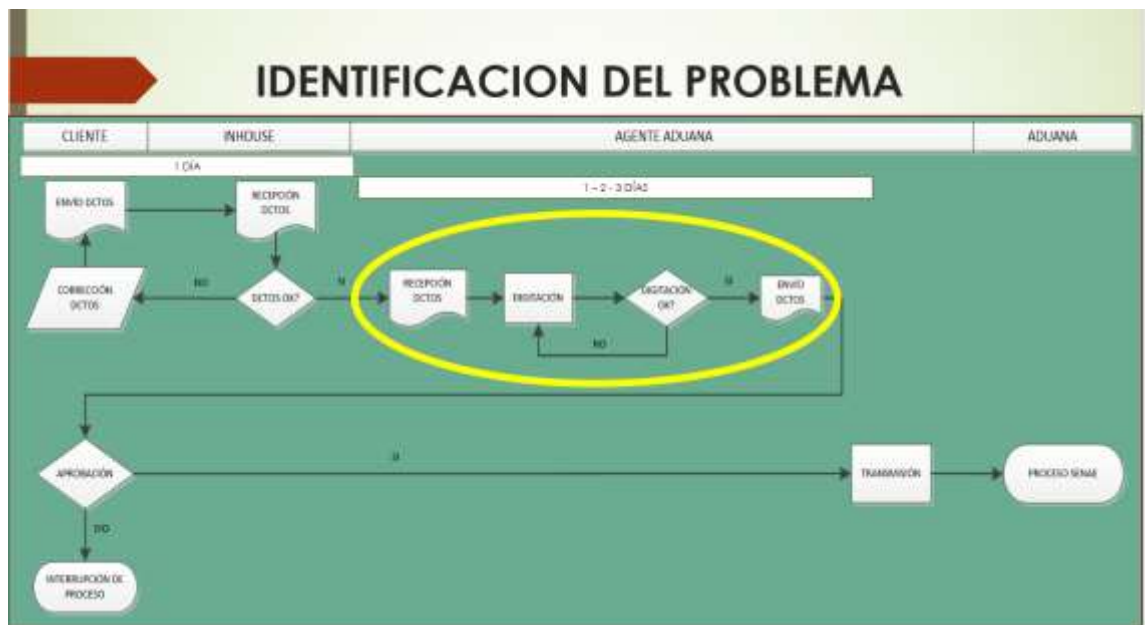 IDENTIFICACION DEL PROBLEMA
CLIENTE
INHOUSE
AGENTE ADUANA
ADUANA
1 DÍA
1 – 2 - 3 DÍAS
ENVÍO DCTOS
RECEPCIÓN
DCTOS
CORRECCIÓN
DCTOS
NO
DCTOS OK?
SI
RECEPCIÓN
DCTOS
DIGITACIÓN
DIGITACION
OK?
SI
ENVIO
DCTOS
NO
APROBACIÓN
SI
TRANSMISIÓN
PROCESO SENAE
NO
INTERRUPCIÓN DE
PROCESO